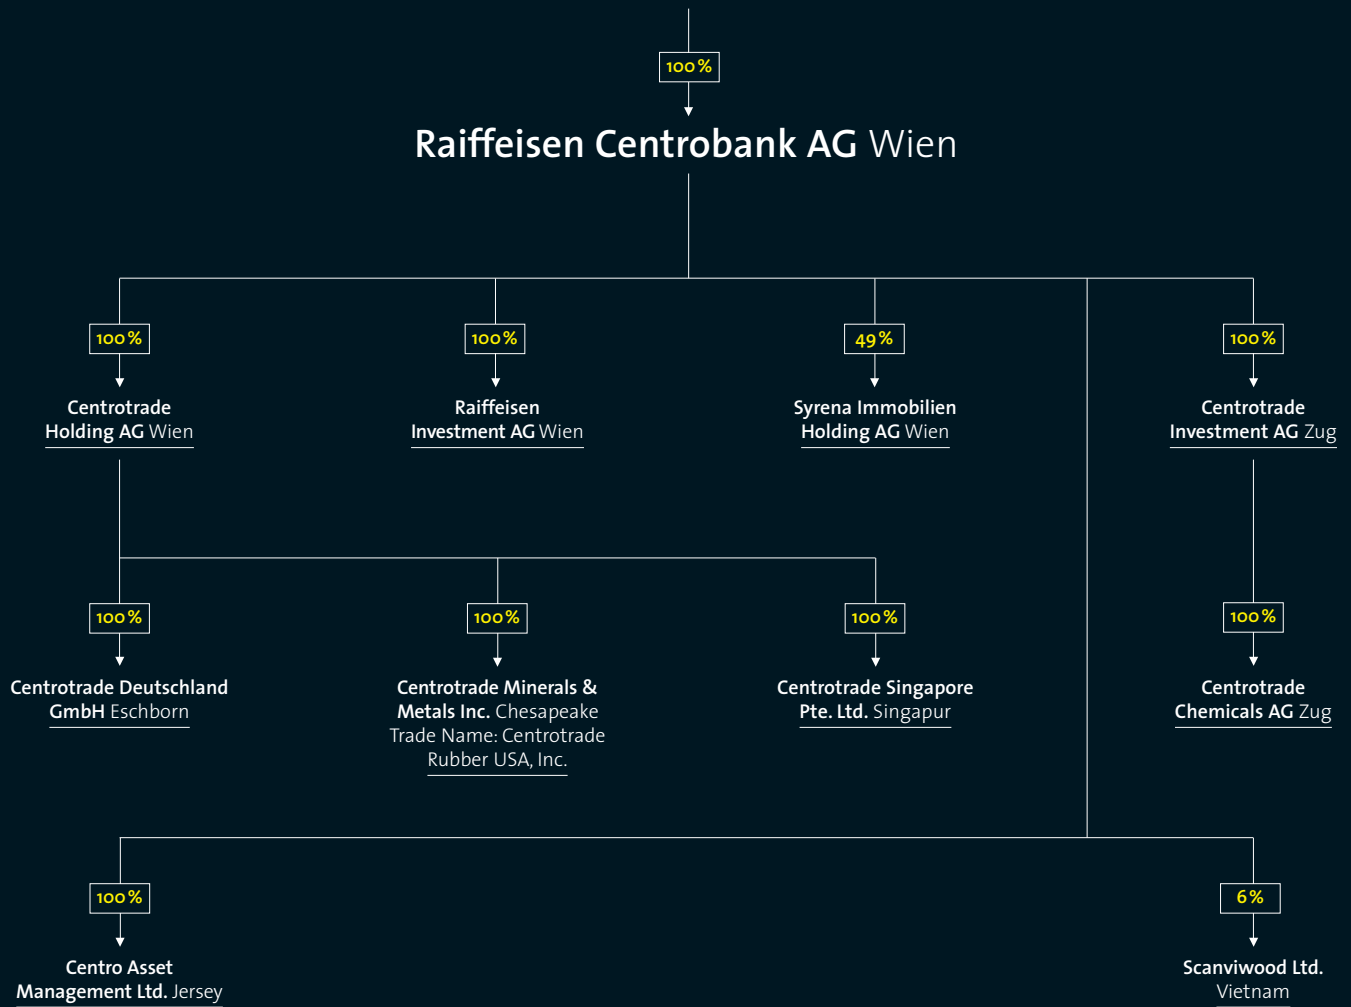 100%
Raiffeisen Centrobank AG Wien
100%
100%
49%
100%
Centrotrade
Holding AG Wien
Raiffeisen
Investment AG Wien
Syrena Immobilien
Holding AG Wien
Centrotrade
Investment AG Zug
100%
100%
100%
100%
Centrotrade Deutschland
GmbH Eschborn
Centrotrade Minerals &
Metals Inc. Chesapeake
Trade Name: Centrotrade
Rubber USA, Inc.
Centrotrade Singapore
Pte. Ltd. Singapur
Centrotrade
Chemicals AG Zug
100%
6%
Centro Asset
Management Ltd. Jersey
Scanviwood Ltd.
Vietnam